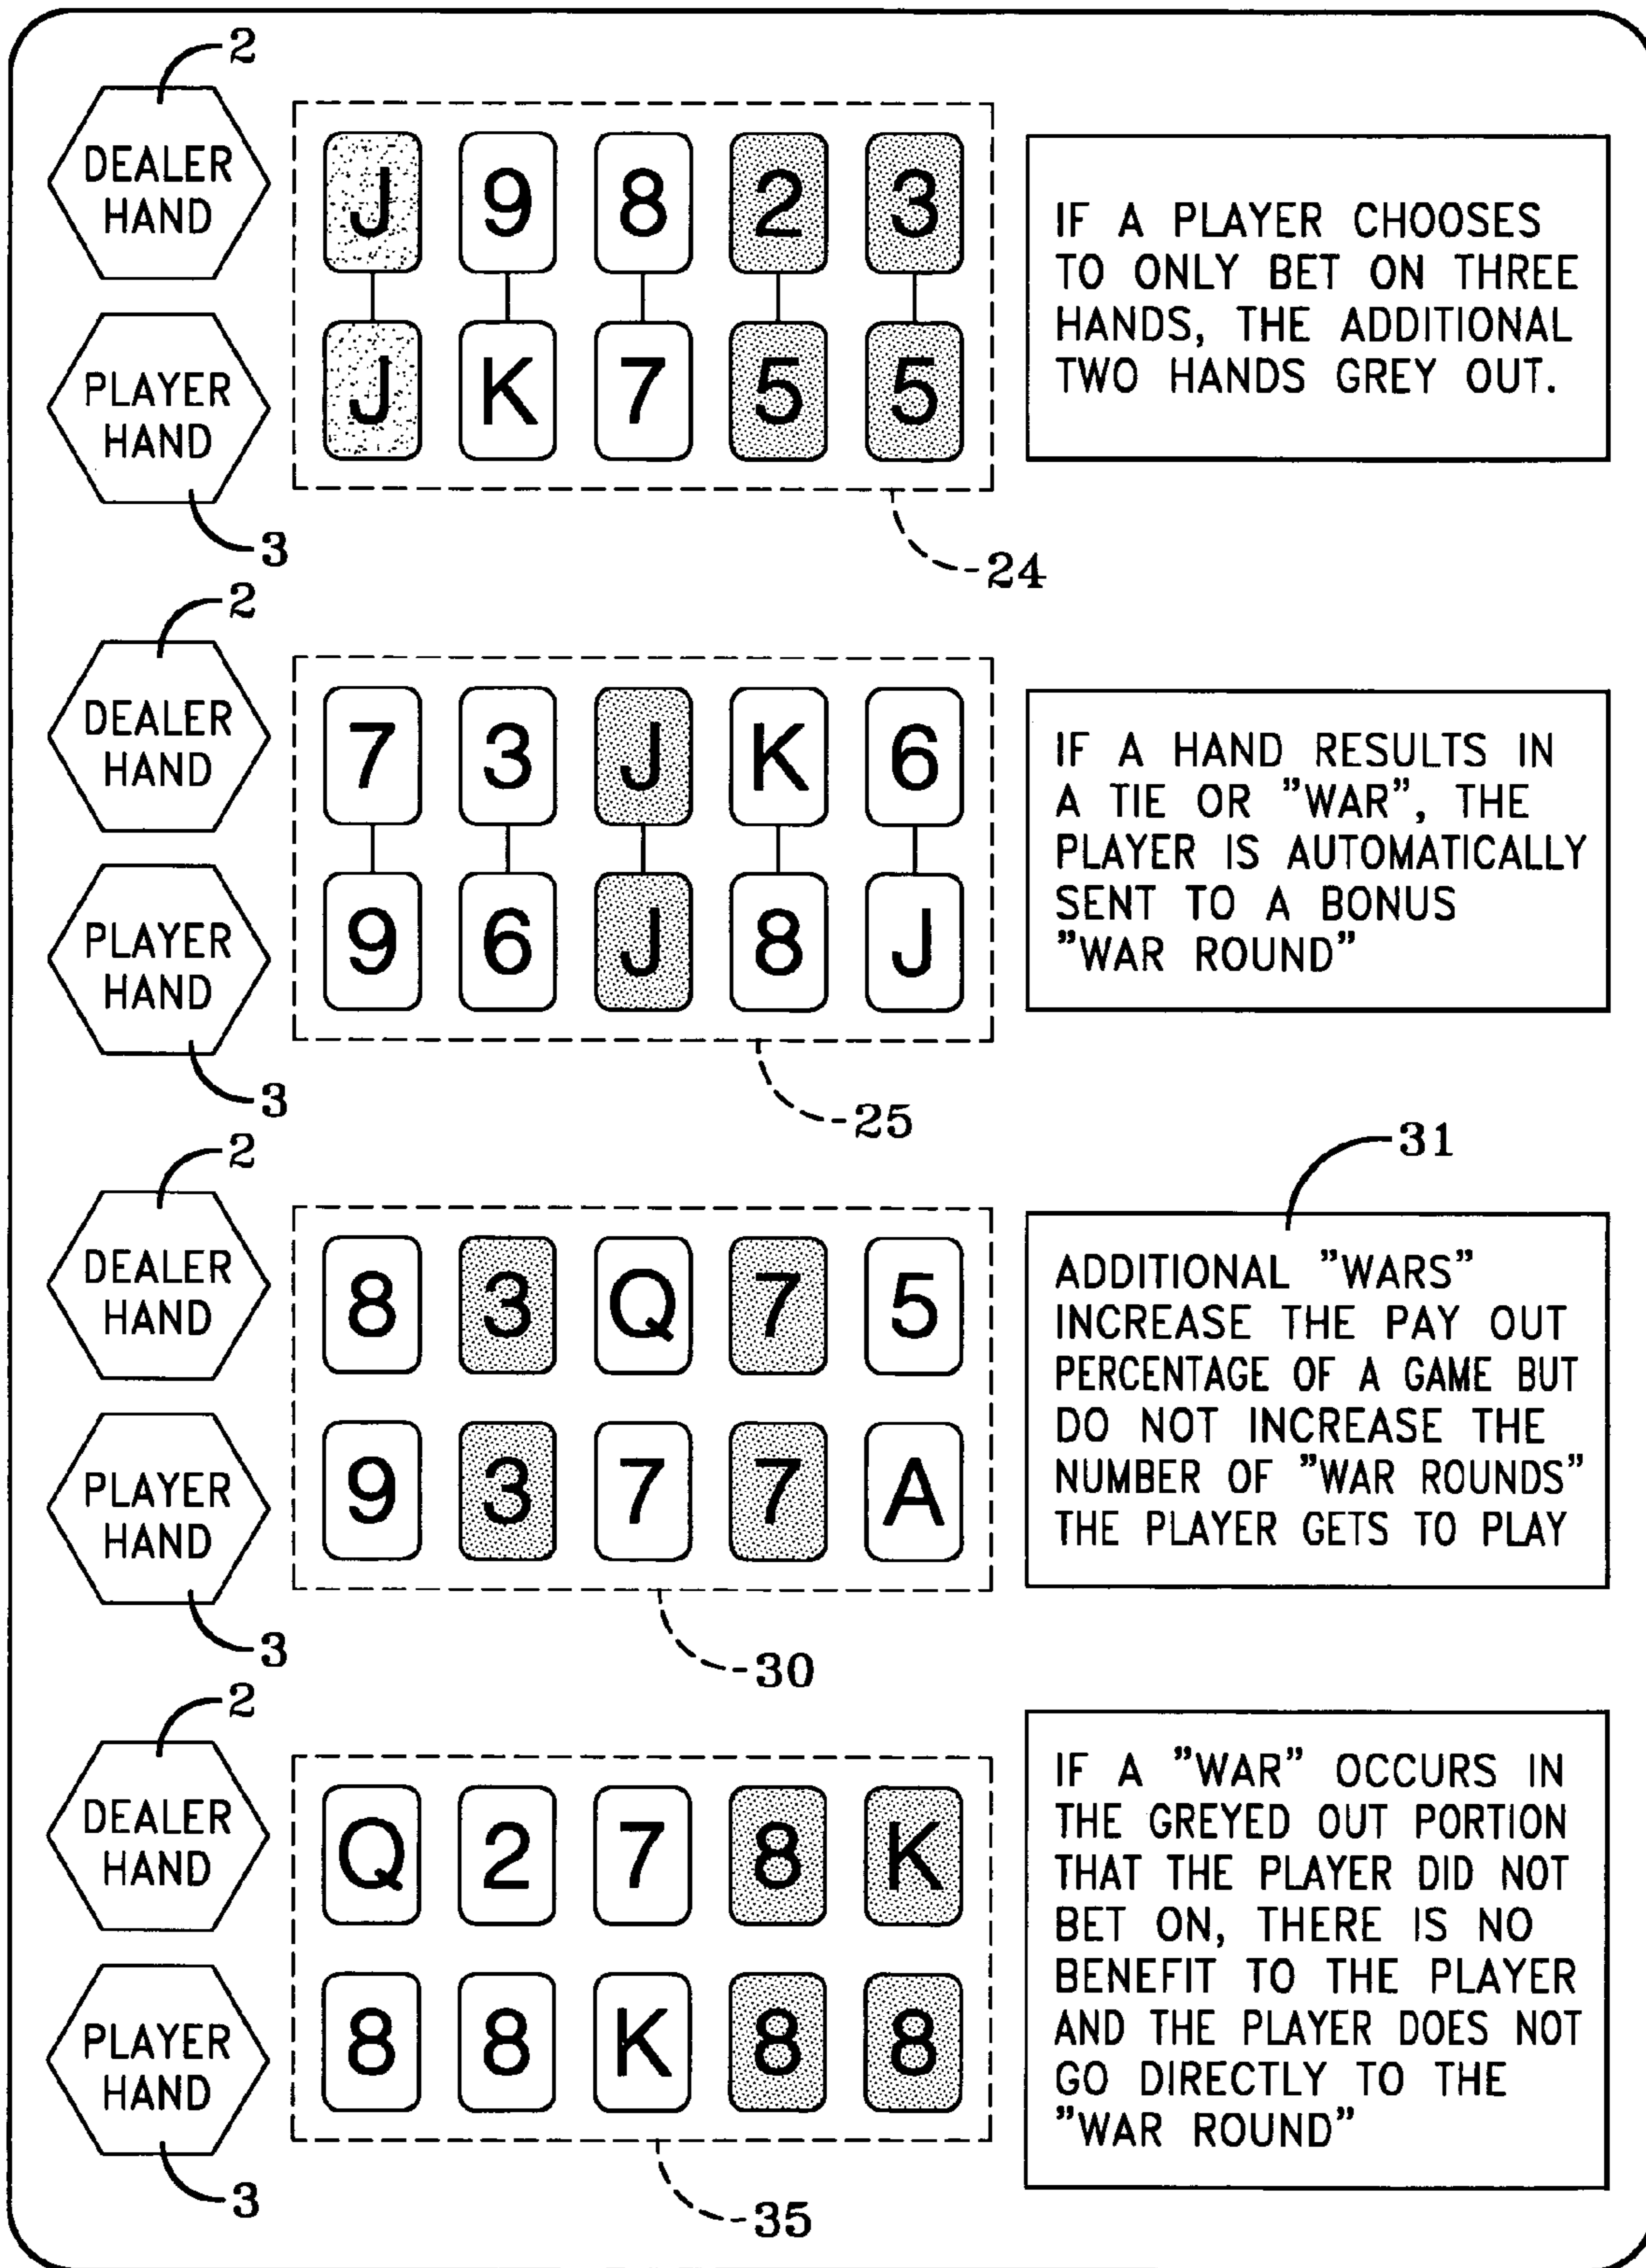 2
DEALER
HAND
J 9 8 2 3
PLAYER
HAND
J K 7 5 5
3
24
IF A PLAYER CHOOSES
TO ONLY BET ON THREE
HANDS, THE ADDITIONAL
TWO HANDS GREY OUT.
2
DEALER
HAND
7 3 J K 6
PLAYER
HAND
9 6 J 8 J
3
25
IF A HAND RESULTS IN
A TIE OR "WAR", THE
PLAYER IS AUTOMATICALLY
SENT TO A BONUS
"WAR ROUND"
2
DEALER
HAND
8 3 Q 7 5
PLAYER
HAND
9 3 7 7 A
3
30
31
ADDITIONAL "WARS"
INCREASE THE PAY OUT
PERCENTAGE OF A GAME BUT
DO NOT INCREASE THE
NUMBER OF "WAR ROUNDS"
THE PLAYER GETS TO PLAY
2
DEALER
HAND
Q 2 7 8 K
PLAYER
HAND
8 8 K 8 8
3
35
IF A "WAR" OCCURS IN
THE GREYED OUT PORTION
THAT THE PLAYER DID NOT
BET ON, THERE IS NO
BENEFIT TO THE PLAYER
AND THE PLAYER DOES NOT
GO DIRECTLY TO THE
"WAR ROUND"